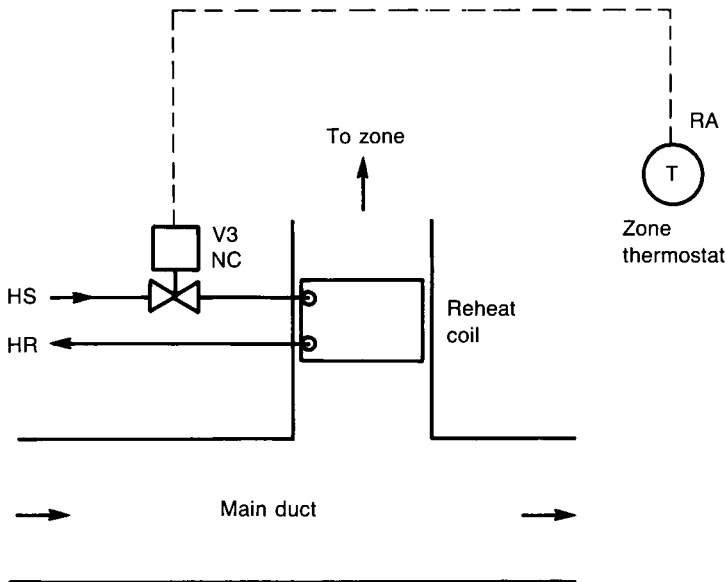 RA
To zone
T
V3
NC
Zone
thermostat
HS
Reheat
coil
HR
Main duct